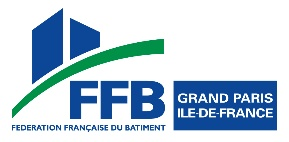 FFB
FEDERATION FRANÇAISE DU BATIMENT
GRAND PARIS
ILE-DE-FRANCE